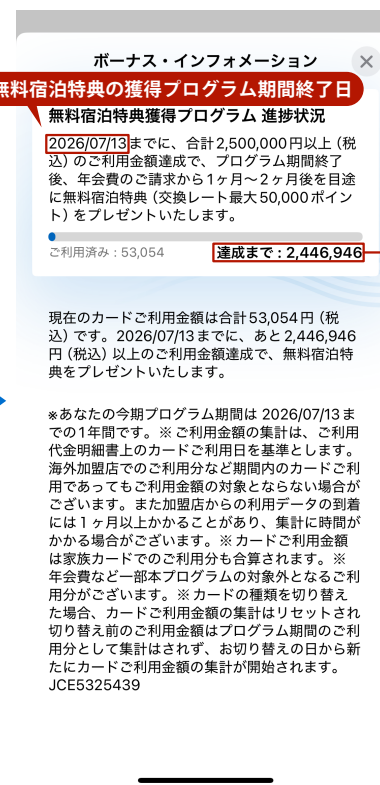 ボーナス・インフォメーション
無料宿泊特典の獲得プログラム期間終了日
無料宿泊特典獲得プログラム 進捗状況
2026/07/13までに、合計2,500,000円以上（税
込）のご利用金額達成で、プログラム期間終了
後、年会費のご請求から1ヶ月〜2ヶ月後を目途
に無料宿泊特典（交換レート最大50,000ポイン
ト）をプレゼントいたします。
ご利用済み：53,054
達成まで：2,446,946
現在のカードご利用金額は合計53,054円（税
込）です。2026/07/13までに、あと2,446,946
円（税込）以上のご利用金額達成で、無料宿泊特
典をプレゼントいたします。
※あなたの今期プログラム期間は 2026/07/13ま
での1年間です。※ご利用金額の集計は、ご利用
代金明細書上のカードご利用日を基準とします。
海外加盟店でのご利用分など期間内のカードご利
用であってもご利用金額の対象とならない場合が
ございます。また加盟店からの利用データの到着
には1ヶ月以上かかることがあり、集計に時間が
かかる場合がございます。※カードご利用金額
は家族カードでのご利用分も合算されます。※
年会費など一部本プログラムの対象外となるご利
用分がございます。※カードの種類を切り替え
た場合、カードご利用金額の集計はリセットされ
切り替え前のご利用金額はプログラム期間のご利
用分として集計はされず、お切り替えの日から新
たにカードご利用金額の集計が開始されます。
JCE5325439